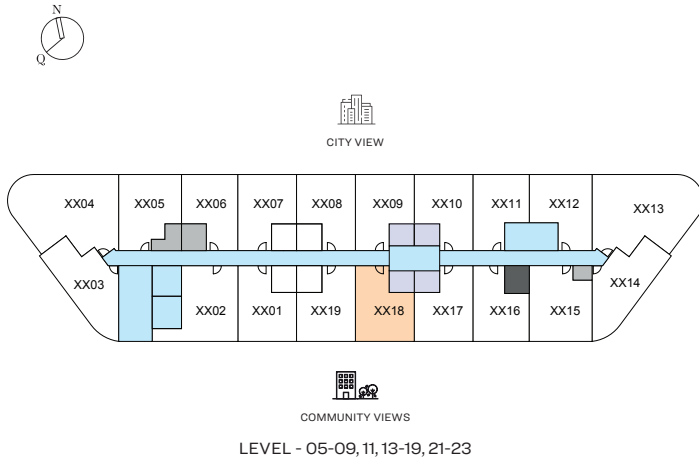 N
Q
CITY VIEW
XX04 XX05 XX06 XX07 XX08 XX09 XX10 XX11 XX12 XX13
XX03 XX14
XX02 XX01 XX19 XX18 XX17 XX16 XX15
COMMUNITY VIEWS
LEVEL - 05-09, 11, 13-19, 21-23